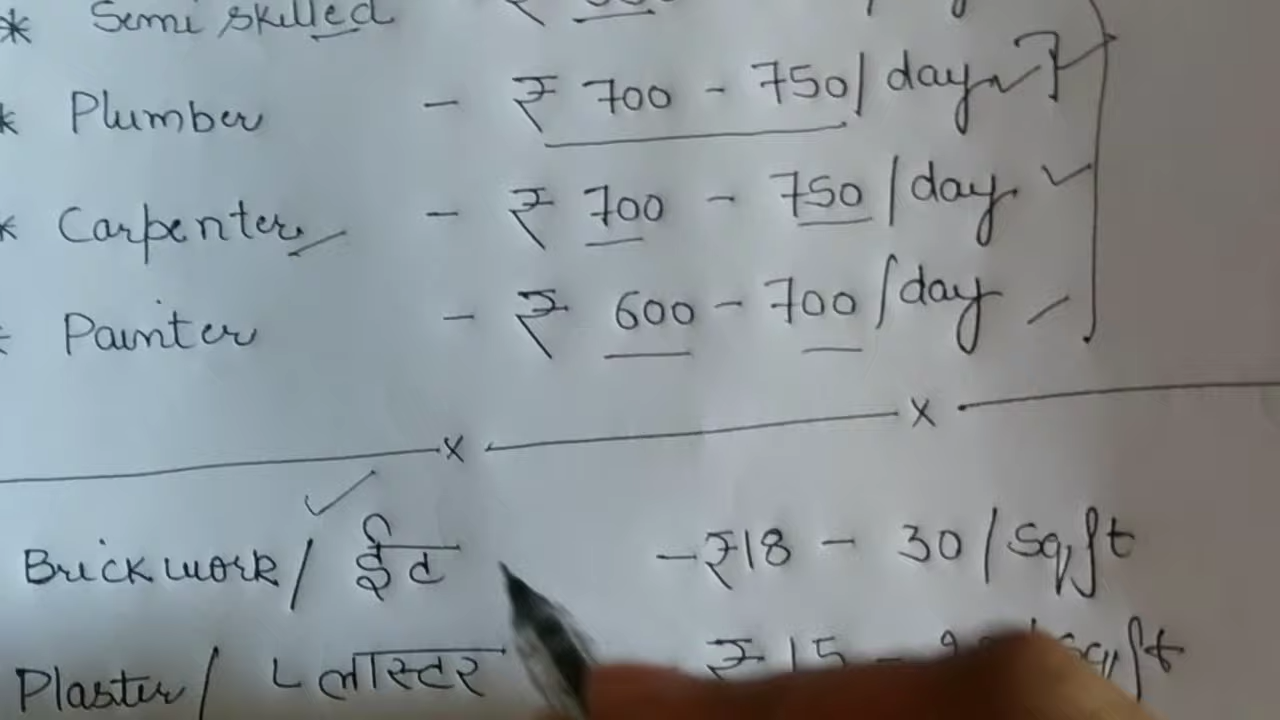 * Semi skilled ₹
* Plumber - ₹ 700 - 750/day
* Carpenter - ₹ 700 - 750/day
* Painter - ₹ 600 - 700/day
x x
Brickwork/ ईट - ₹18 - 30/Sqft
Plaster/ प्लास्टर ₹ 15 -